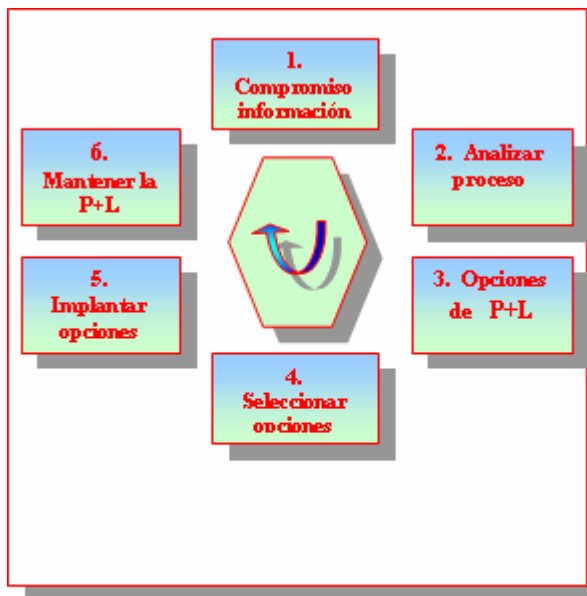 1.
Compromiso
información
2. Analizar
proceso
3. Opciones
de P+L
4.
Seleccionar
opciones
5.
Implantar
opciones
6.
Mantener la
P+L